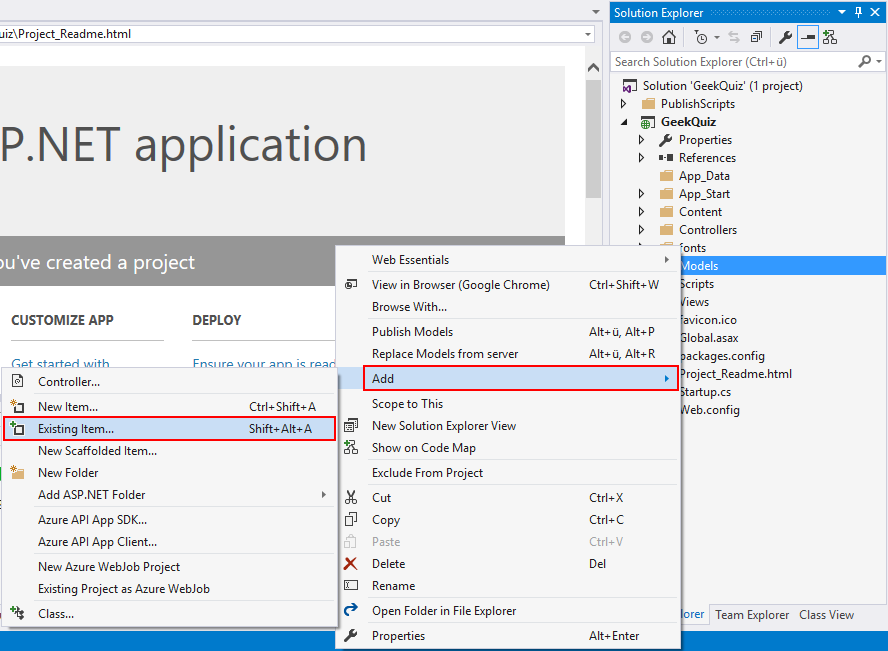 uiz\Project_Readme.html
P.NET application
ou've created a project
CUSTOMIZE APP
DEPLOY
Get started with
Ensure your app is read
Solution Explorer
Search Solution Explorer (Ctrl+ü)
Solution 'GeekQuiz' (1 project)
PublishScripts
GeekQuiz
Properties
References
App_Data
App_Start
Content
Controllers
fonts
Models
Scripts
Views
favicon.ico
Global.asax
packages.config
Project_Readme.html
Startup.cs
Web.config
Web Essentials
View in Browser (Google Chrome) Ctrl+Shift+W
Browse With...
Publish Models Alt+ü, Alt+P
Replace Models from server Alt+ü, Alt+R
Add
Scope to This
New Solution Explorer View
Show on Code Map
Exclude From Project
Cut Ctrl+X
Copy Ctrl+C
Paste Ctrl+V
Delete Del
Rename
Open Folder in File Explorer
Properties Alt+Enter
Controller...
New Item... Ctrl+Shift+A
Existing Item... Shift+Alt+A
New Scaffolded Item...
New Folder
Add ASP.NET Folder
Azure API App SDK...
Azure API App Client...
New Azure WebJob Project
Existing Project as Azure WebJob
Class...
lorer Team Explorer Class View